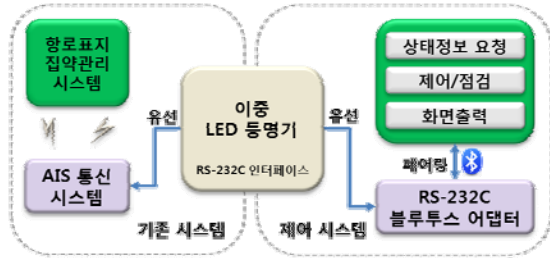 항로표지
집약관리
시스템
유선
AIS 통신
시스템
기존 시스템
이중
LED 등명기
RS-232C 인터페이스
유선
상태정보 요청
제어/점검
화면출력
페어링
RS-232C
블루투스 어댑터
제어 시스템